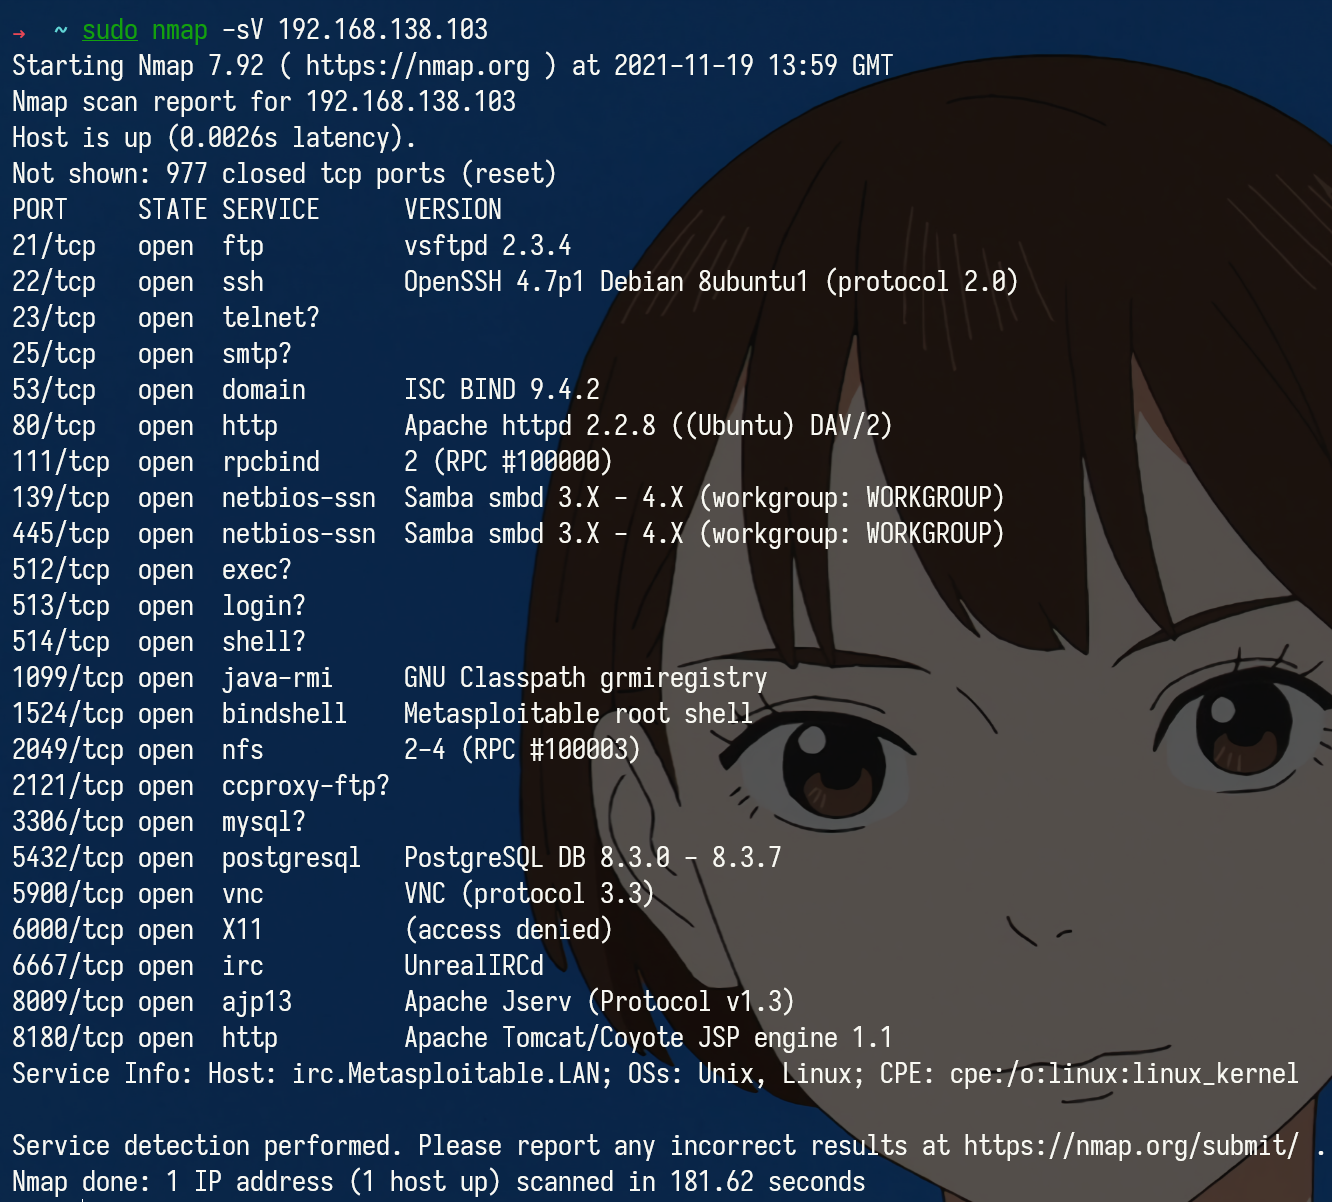 → ~ sudo nmap -sV 192.168.138.103
Starting Nmap 7.92 ( https://nmap.org ) at 2021-11-19 13:59 GMT
Nmap scan report for 192.168.138.103
Host is up (0.0026s latency).
Not shown: 977 closed tcp ports (reset)
PORT     STATE SERVICE      VERSION
21/tcp   open  ftp          vsftpd 2.3.4
22/tcp   open  ssh          OpenSSH 4.7p1 Debian 8ubuntu1 (protocol 2.0)
23/tcp   open  telnet?
25/tcp   open  smtp?
53/tcp   open  domain       ISC BIND 9.4.2
80/tcp   open  http         Apache httpd 2.2.8 ((Ubuntu) DAV/2)
111/tcp  open  rpcbind      2 (RPC #100000)
139/tcp  open  netbios-ssn  Samba smbd 3.X - 4.X (workgroup: WORKGROUP)
445/tcp  open  netbios-ssn  Samba smbd 3.X - 4.X (workgroup: WORKGROUP)
512/tcp  open  exec?
513/tcp  open  login?
514/tcp  open  shell?
1099/tcp open  java-rmi     GNU Classpath grmiregistry
1524/tcp open  bindshell    Metasploitable root shell
2049/tcp open  nfs          2-4 (RPC #100003)
2121/tcp open  ccproxy-ftp?
3306/tcp open  mysql?
5432/tcp open  postgresql   PostgreSQL DB 8.3.0 - 8.3.7
5900/tcp open  vnc          VNC (protocol 3.3)
6000/tcp open  X11          (access denied)
6667/tcp open  irc          UnrealIRCd
8009/tcp open  ajp13        Apache Jserv (Protocol v1.3)
8180/tcp open  http         Apache Tomcat/Coyote JSP engine 1.1
Service Info: Host: irc.Metasploitable.LAN; OSs: Unix, Linux; CPE: cpe:/o:linux:linux_kernel
Service detection performed. Please report any incorrect results at https://nmap.org/submit/ .
Nmap done: 1 IP address (1 host up) scanned in 181.62 seconds